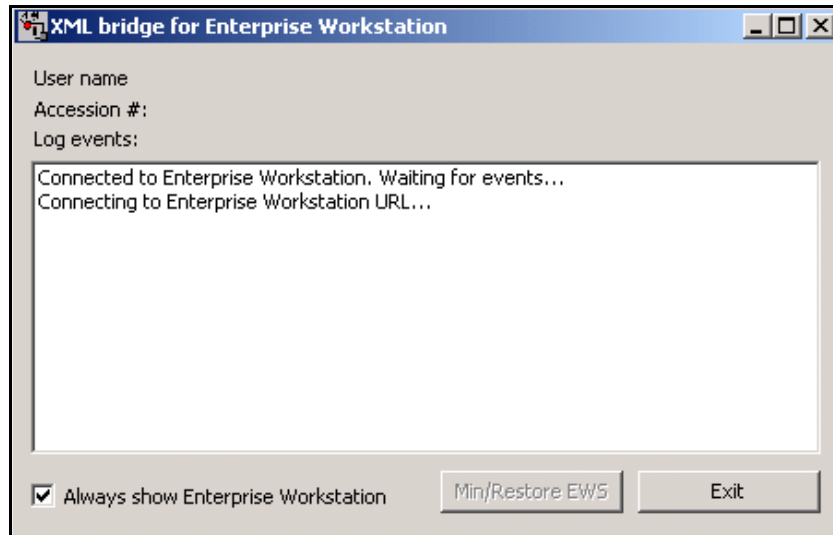 XML bridge for Enterprise Workstation
User name
Accession #:
Log events:
Connected to Enterprise Workstation. Waiting for events...
Connecting to Enterprise Workstation URL...
Always show Enterprise Workstation
Min/Restore EWS
Exit